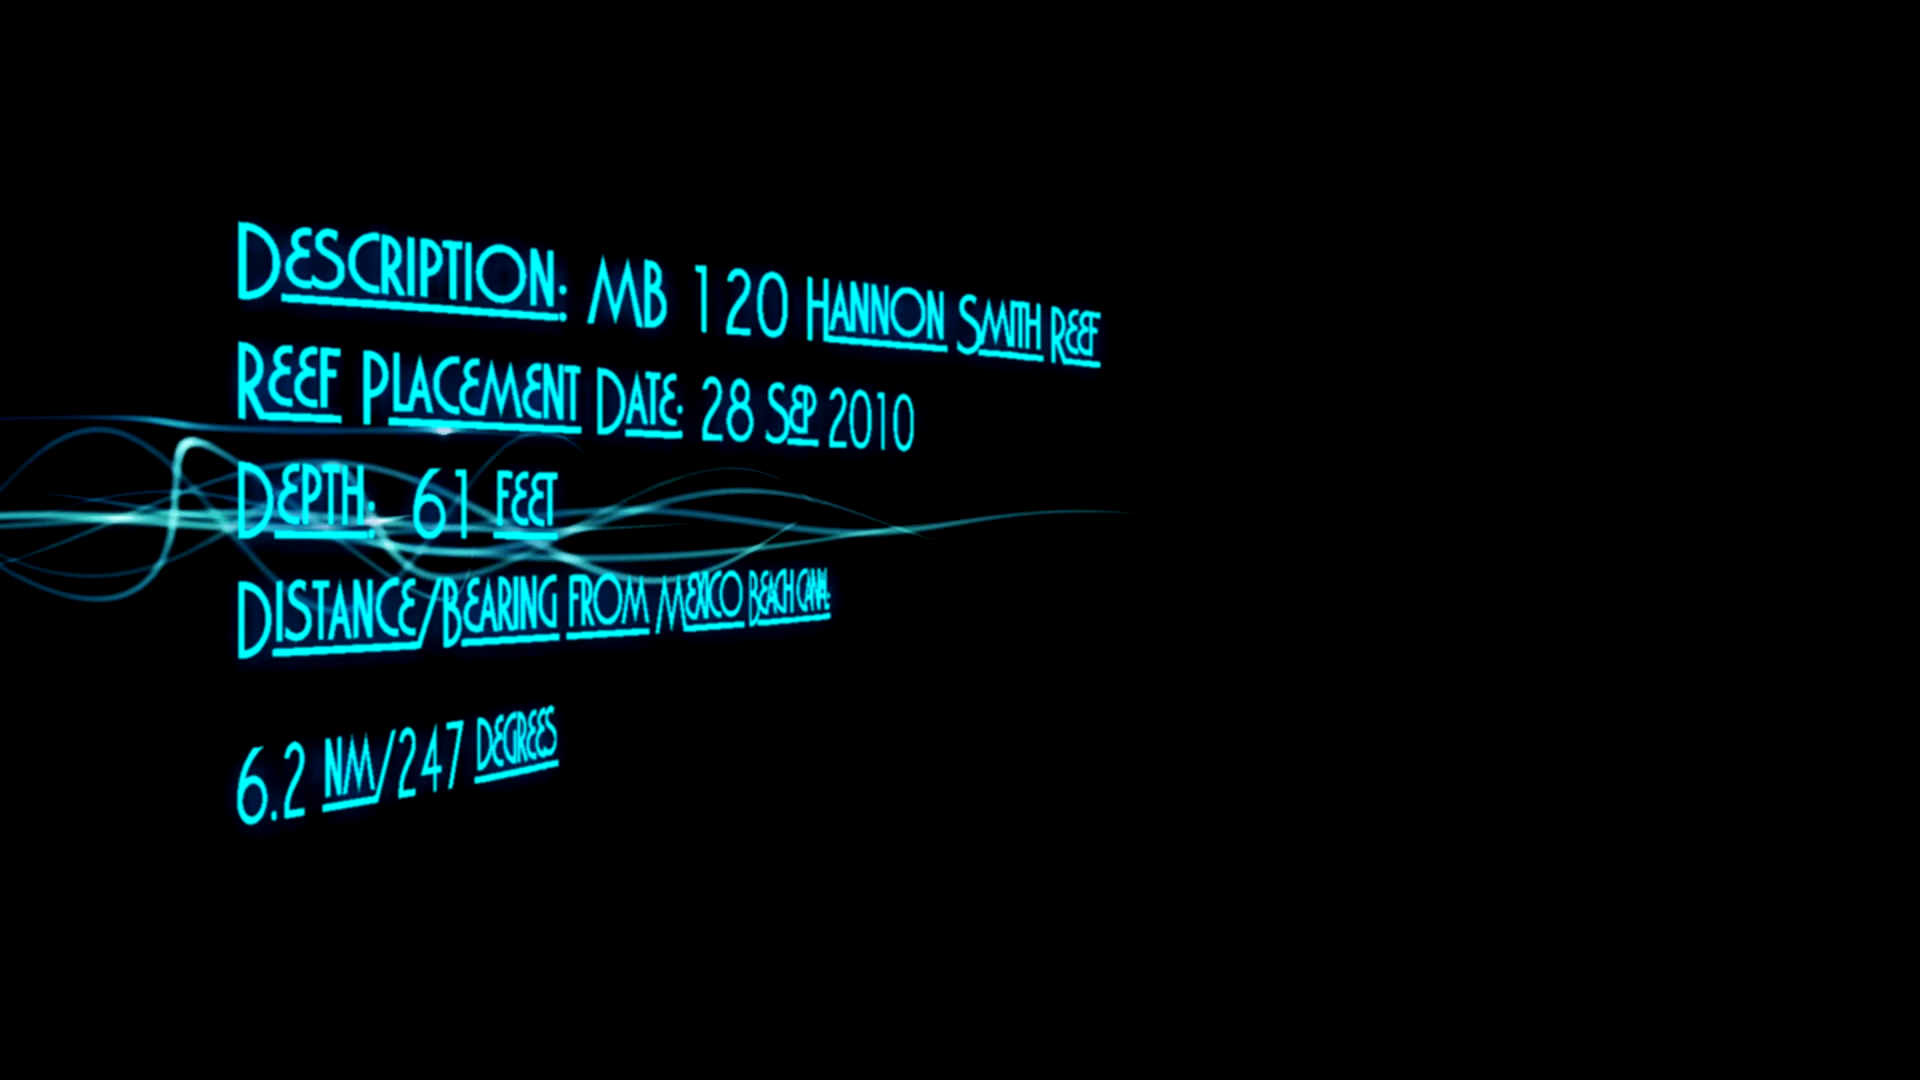 Description: MB 120 Hannon Smith Reef
Reef Placement Date: 28 Sep 2010
Depth: 61 feet
Distance/Bearing from Mexico Beach Canal:
6.2 nm/247 degrees